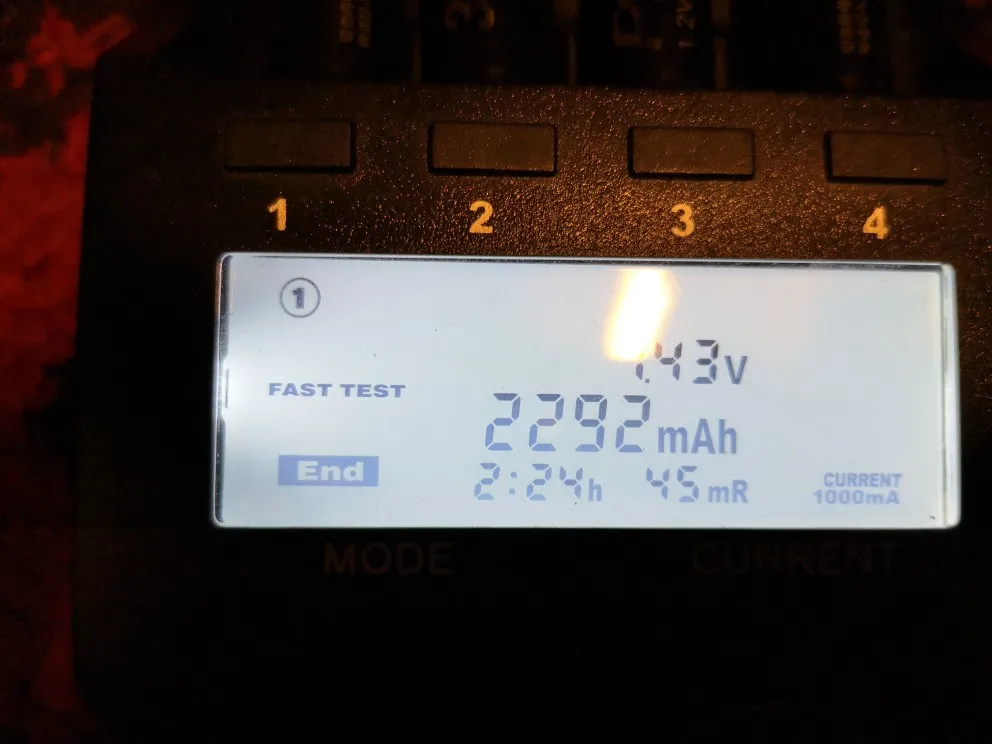 1 2 3 4
1
1.43V
FAST TEST
2292mAh
End
2:24h 45mR
CURRENT
1000mA
MODE CURRENT